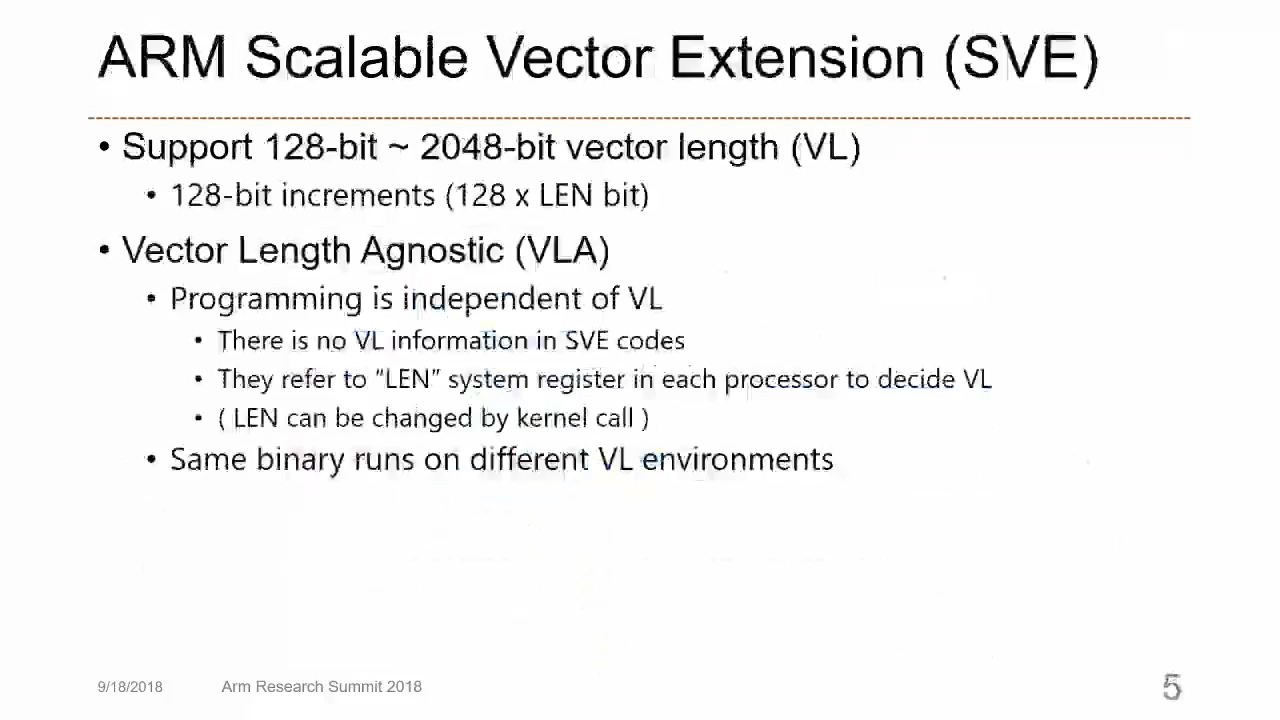 ARM Scalable Vector Extension (SVE)
• Support 128-bit ~ 2048-bit vector length (VL)
• 128-bit increments (128 x LEN bit)
• Vector Length Agnostic (VLA)
• Programming is independent of VL
• There is no VL information in SVE codes
• They refer to “LEN” system register in each processor to decide VL
• ( LEN can be changed by kernel call )
• Same binary runs on different VL environments
9/18/2018 Arm Research Summit 2018 5